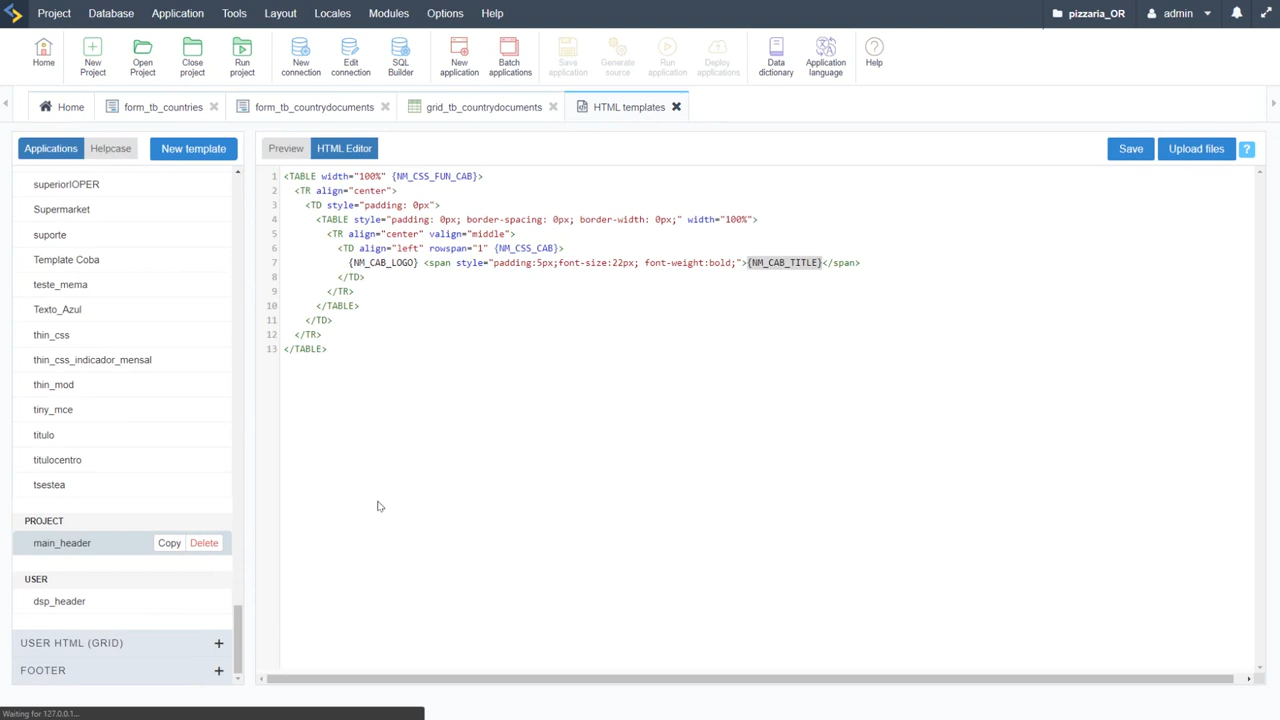 Project Database Application Tools Layout Locales Modules Options Help pizzaria_OR admin
Home New Project Open Project Close project Run project New connection Edit connection SQL Builder New application Batch applications Save application Generate source Run application Deploy applications Data dictionary Application language Help
Home form_tb_countries form_tb_countrydocuments grid_tb_countrydocuments HTML templates
Applications Helpcase New template Preview HTML Editor Save Upload files ?
superiorIOPER
Supermarket
suporte
Template Coba
teste_mema
Texto_Azul
thin_css
thin_css_indicador_mensal
thin_mod
tiny_mce
titulo
titulocentro
tsestea
PROJECT
main_header Copy Delete
USER
dsp_header
USER HTML (GRID) +
FOOTER +
1 <TABLE width="100%" {NM_CSS_FUN_CAB}>
2 <TR align="center">
3 <TD style="padding: 0px">
4 <TABLE style="padding: 0px; border-spacing: 0px; border-width: 0px;" width="100%">
5 <TR align="center" valign="middle">
6 <TD align="left" rowspan="1" {NM_CSS_CAB}>
7 {NM_CAB_LOGO} <span style="padding:5px;font-size:22px; font-weight:bold;">{NM_CAB_TITLE}</span>
8 </TD>
9 </TR>
10 </TABLE>
11 </TD>
12 </TR>
13 </TABLE>
Waiting for 127.0.0.1...